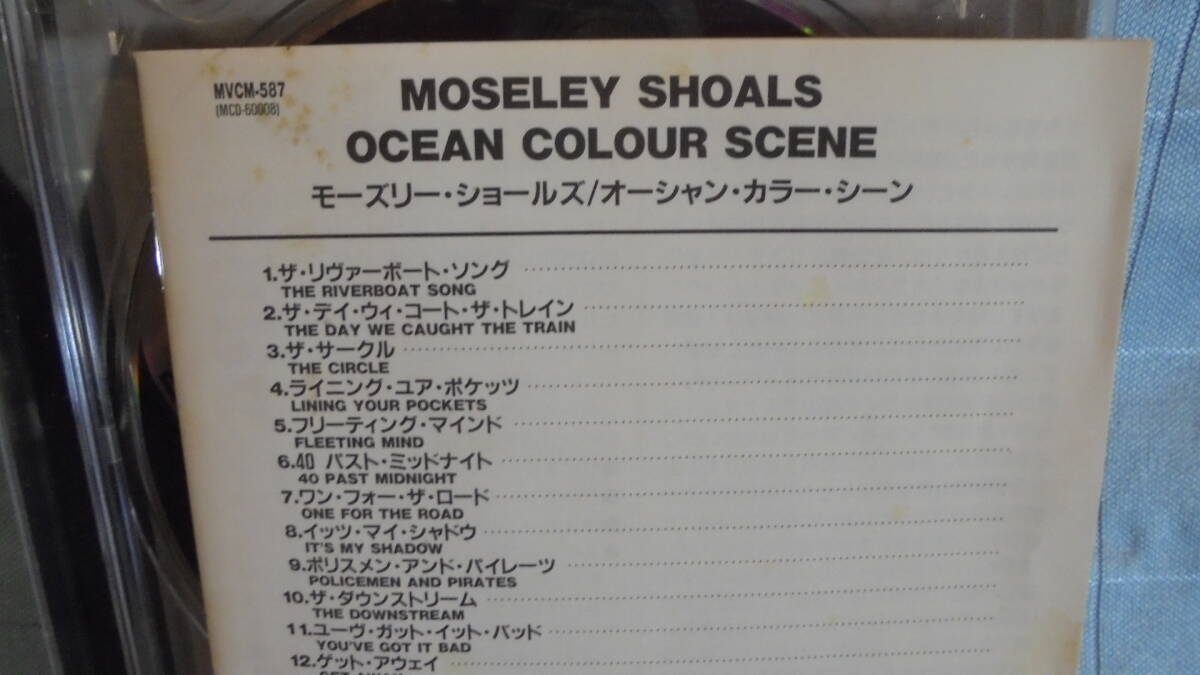 MVCM-587
(MCD-60008)
MOSELEY SHOALS
OCEAN COLOUR SCENE
モーズリー・ショールズ/オーシャン・カラー・シーン
1.ザ・リヴァーボート・ソング
THE RIVERBOAT SONG
2.ザ・デイ・ウィ・コート・ザ・トレイン
THE DAY WE CAUGHT THE TRAIN
3.ザ・サークル
THE CIRCLE
4.ライニング・ユア・ポケッツ
LINING YOUR POCKETS
5.フリーティング・マインド
FLEETING MIND
6.40 パスト・ミッドナイト
40 PAST MIDNIGHT
7.ワン・フォー・ザ・ロード
ONE FOR THE ROAD
8.イッツ・マイ・シャドウ
IT'S MY SHADOW
9.ポリスメン・アンド・パイレーツ
POLICEMEN AND PIRATES
10.ザ・ダウンストリーム
THE DOWNSTREAM
11.ユーヴ・ガット・イット・バッド
YOU'VE GOT IT BAD
12.ゲット・アウェイ
GET AWAY